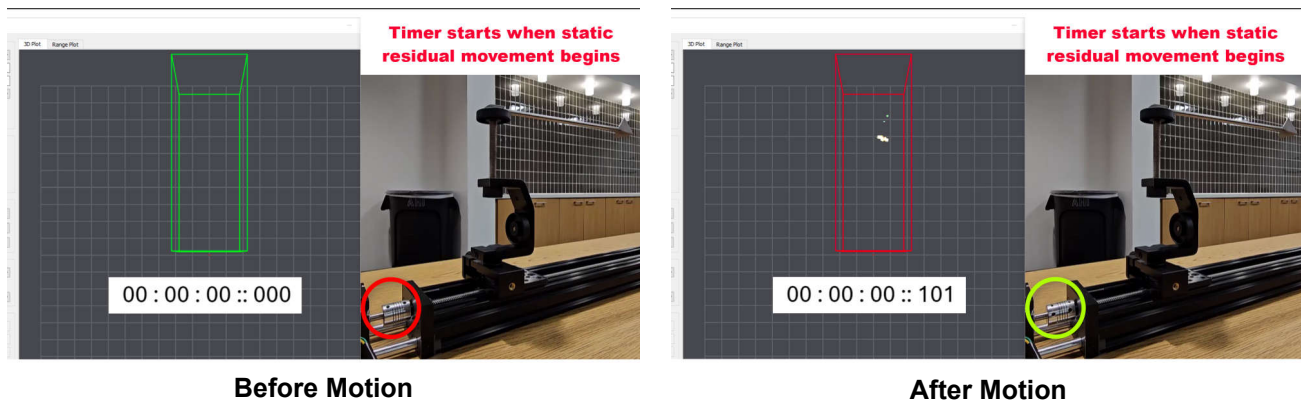 3D Plot Range Plot
Timer starts when static
residual movement begins
00 : 00 : 00 :: 000
Before Motion
3D Plot Range Plot
Timer starts when static
residual movement begins
00 : 00 : 00 :: 101
After Motion